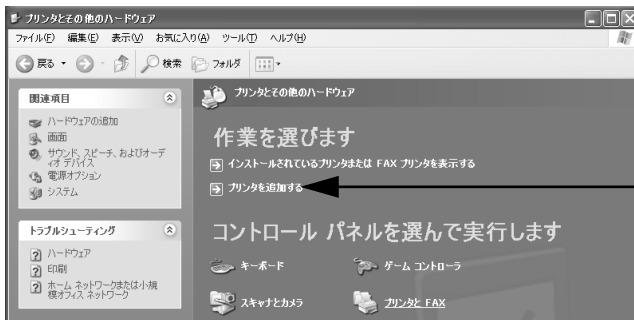 プリンタとその他のハードウェア
ファイル(F) 編集(E) 表示(V) お気に入り(A) ツール(T) ヘルプ(H)
戻る 検索 フォルダ
関連項目
ハードウェアの追加
画面
サウンド、スピーチ、およびオーデ
ィオ デバイス
電源オプション
システム
トラブルシューティング
ハードウェア
印刷
ホーム ネットワークまたは小規
模オフィス ネットワーク
プリンタとその他のハードウェア
作業を選びます
インストールされているプリンタまたは FAX プリンタを表示する
プリンタを追加する
コントロール パネルを選んで実行します
キーボード
ゲーム コントローラ
スキャナとカメラ
プリンタと FAX